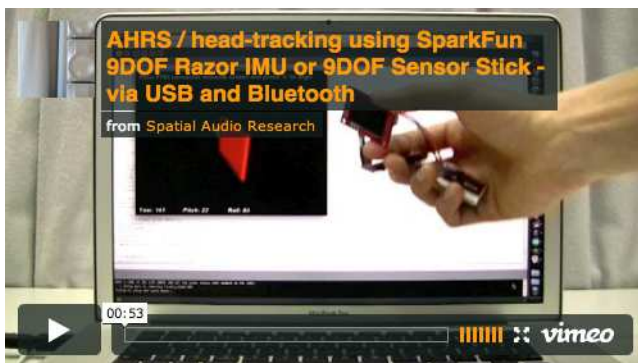 AHRS / head-tracking using SparkFun
9DOF Razor IMU or 9DOF Sensor Stick -
via USB and Bluetooth
from Spatial Audio Research
00:53
vimeo